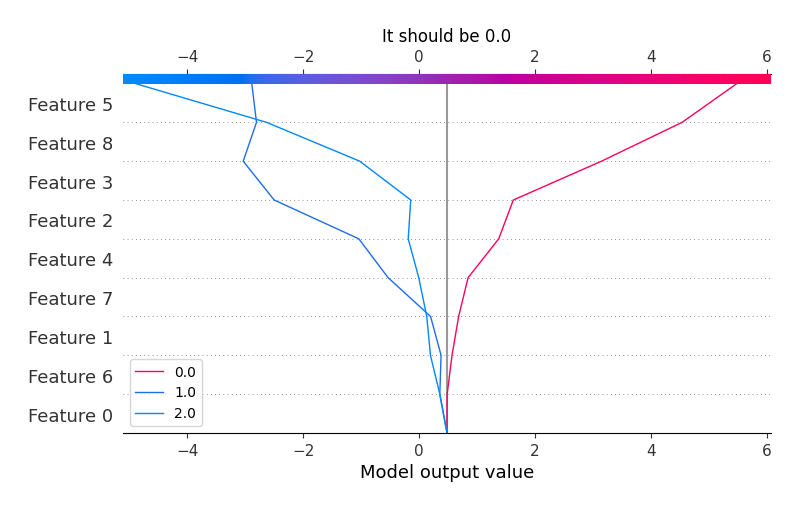 It should be 0.0
−4 −2 0 2 4 6
Feature 5
Feature 8
Feature 3
Feature 2
Feature 4
Feature 7
Feature 1
Feature 6
Feature 0
0.0
1.0
2.0
−4 −2 0 2 4 6
Model output value